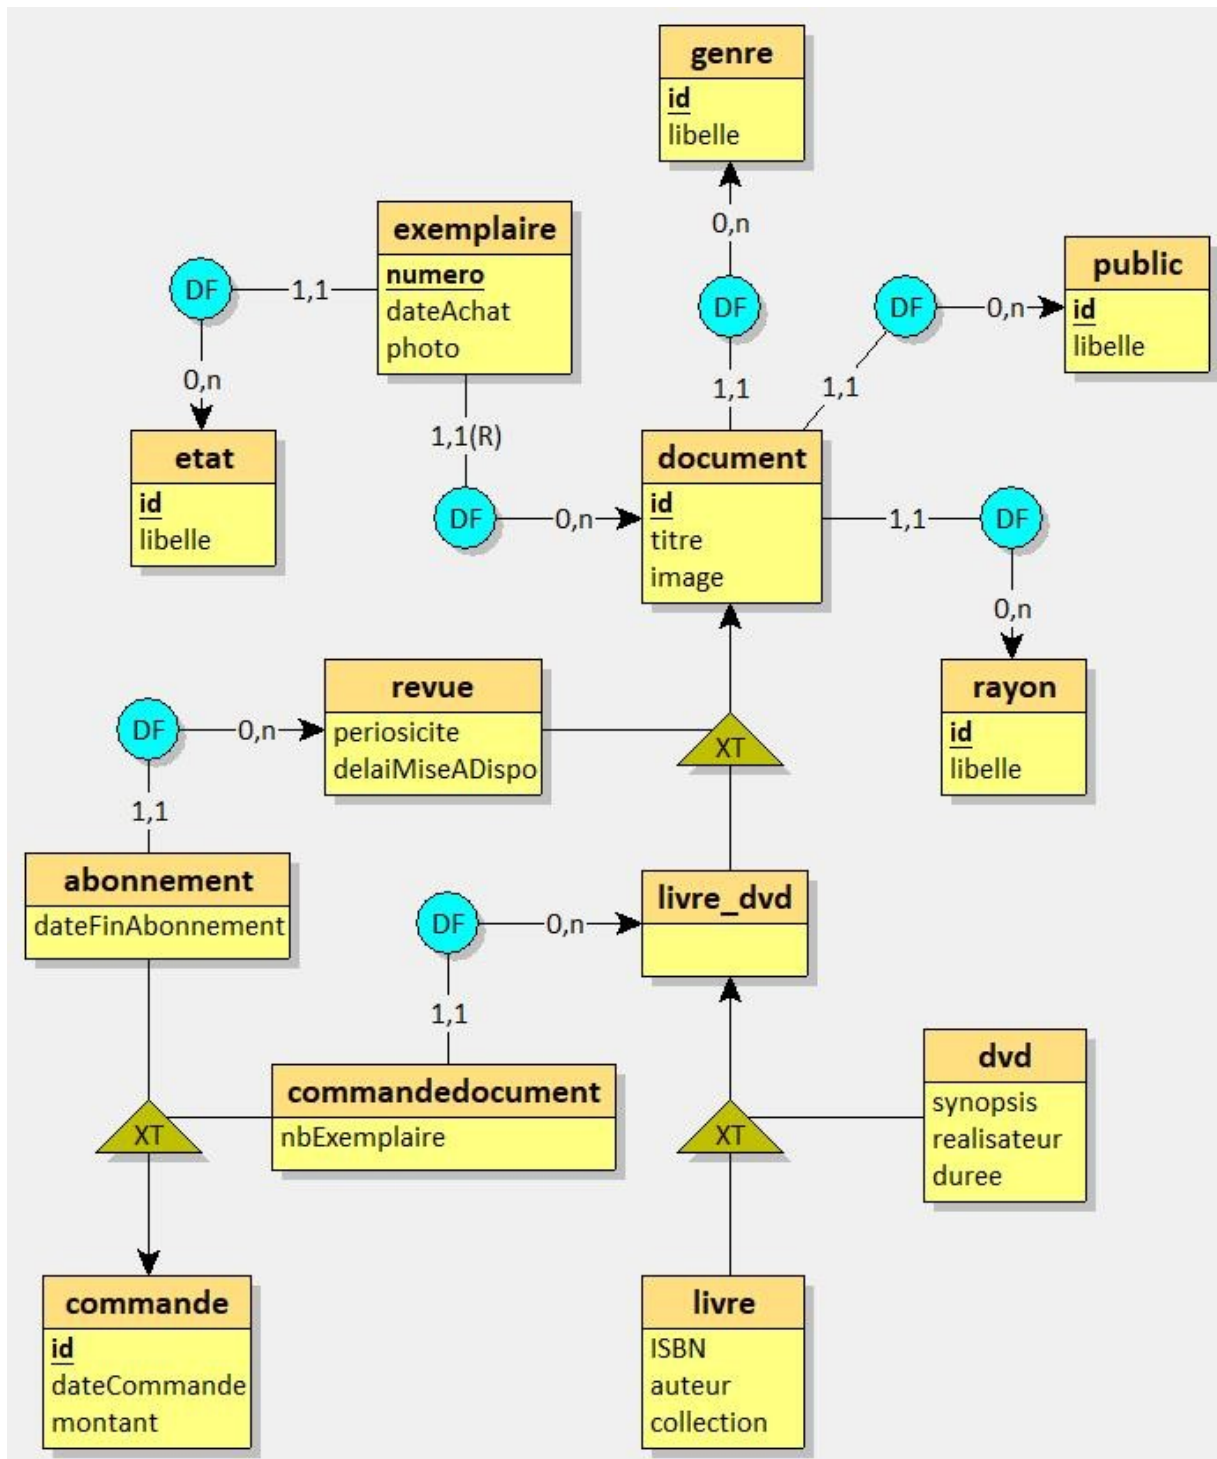 genre
id
libelle
0,n
DF
1,1
exemplaire
numero
dateAchat
photo
DF
1,1
0,n
public
id
libelle
DF
0,n
1,1
etat
id
libelle
1,1(R)
DF
0,n
document
id
titre
image
1,1
DF
0,n
rayon
id
libelle
revue
periosicite
delaiMiseADispo
DF
0,n
1,1
XT
abonnement
dateFinAbonnement
livre_dvd
DF
0,n
1,1
commandedocument
nbExemplaire
XT
dvd
synopsis
realisateur
duree
XT
commande
id
dateCommande
montant
livre
ISBN
auteur
collection